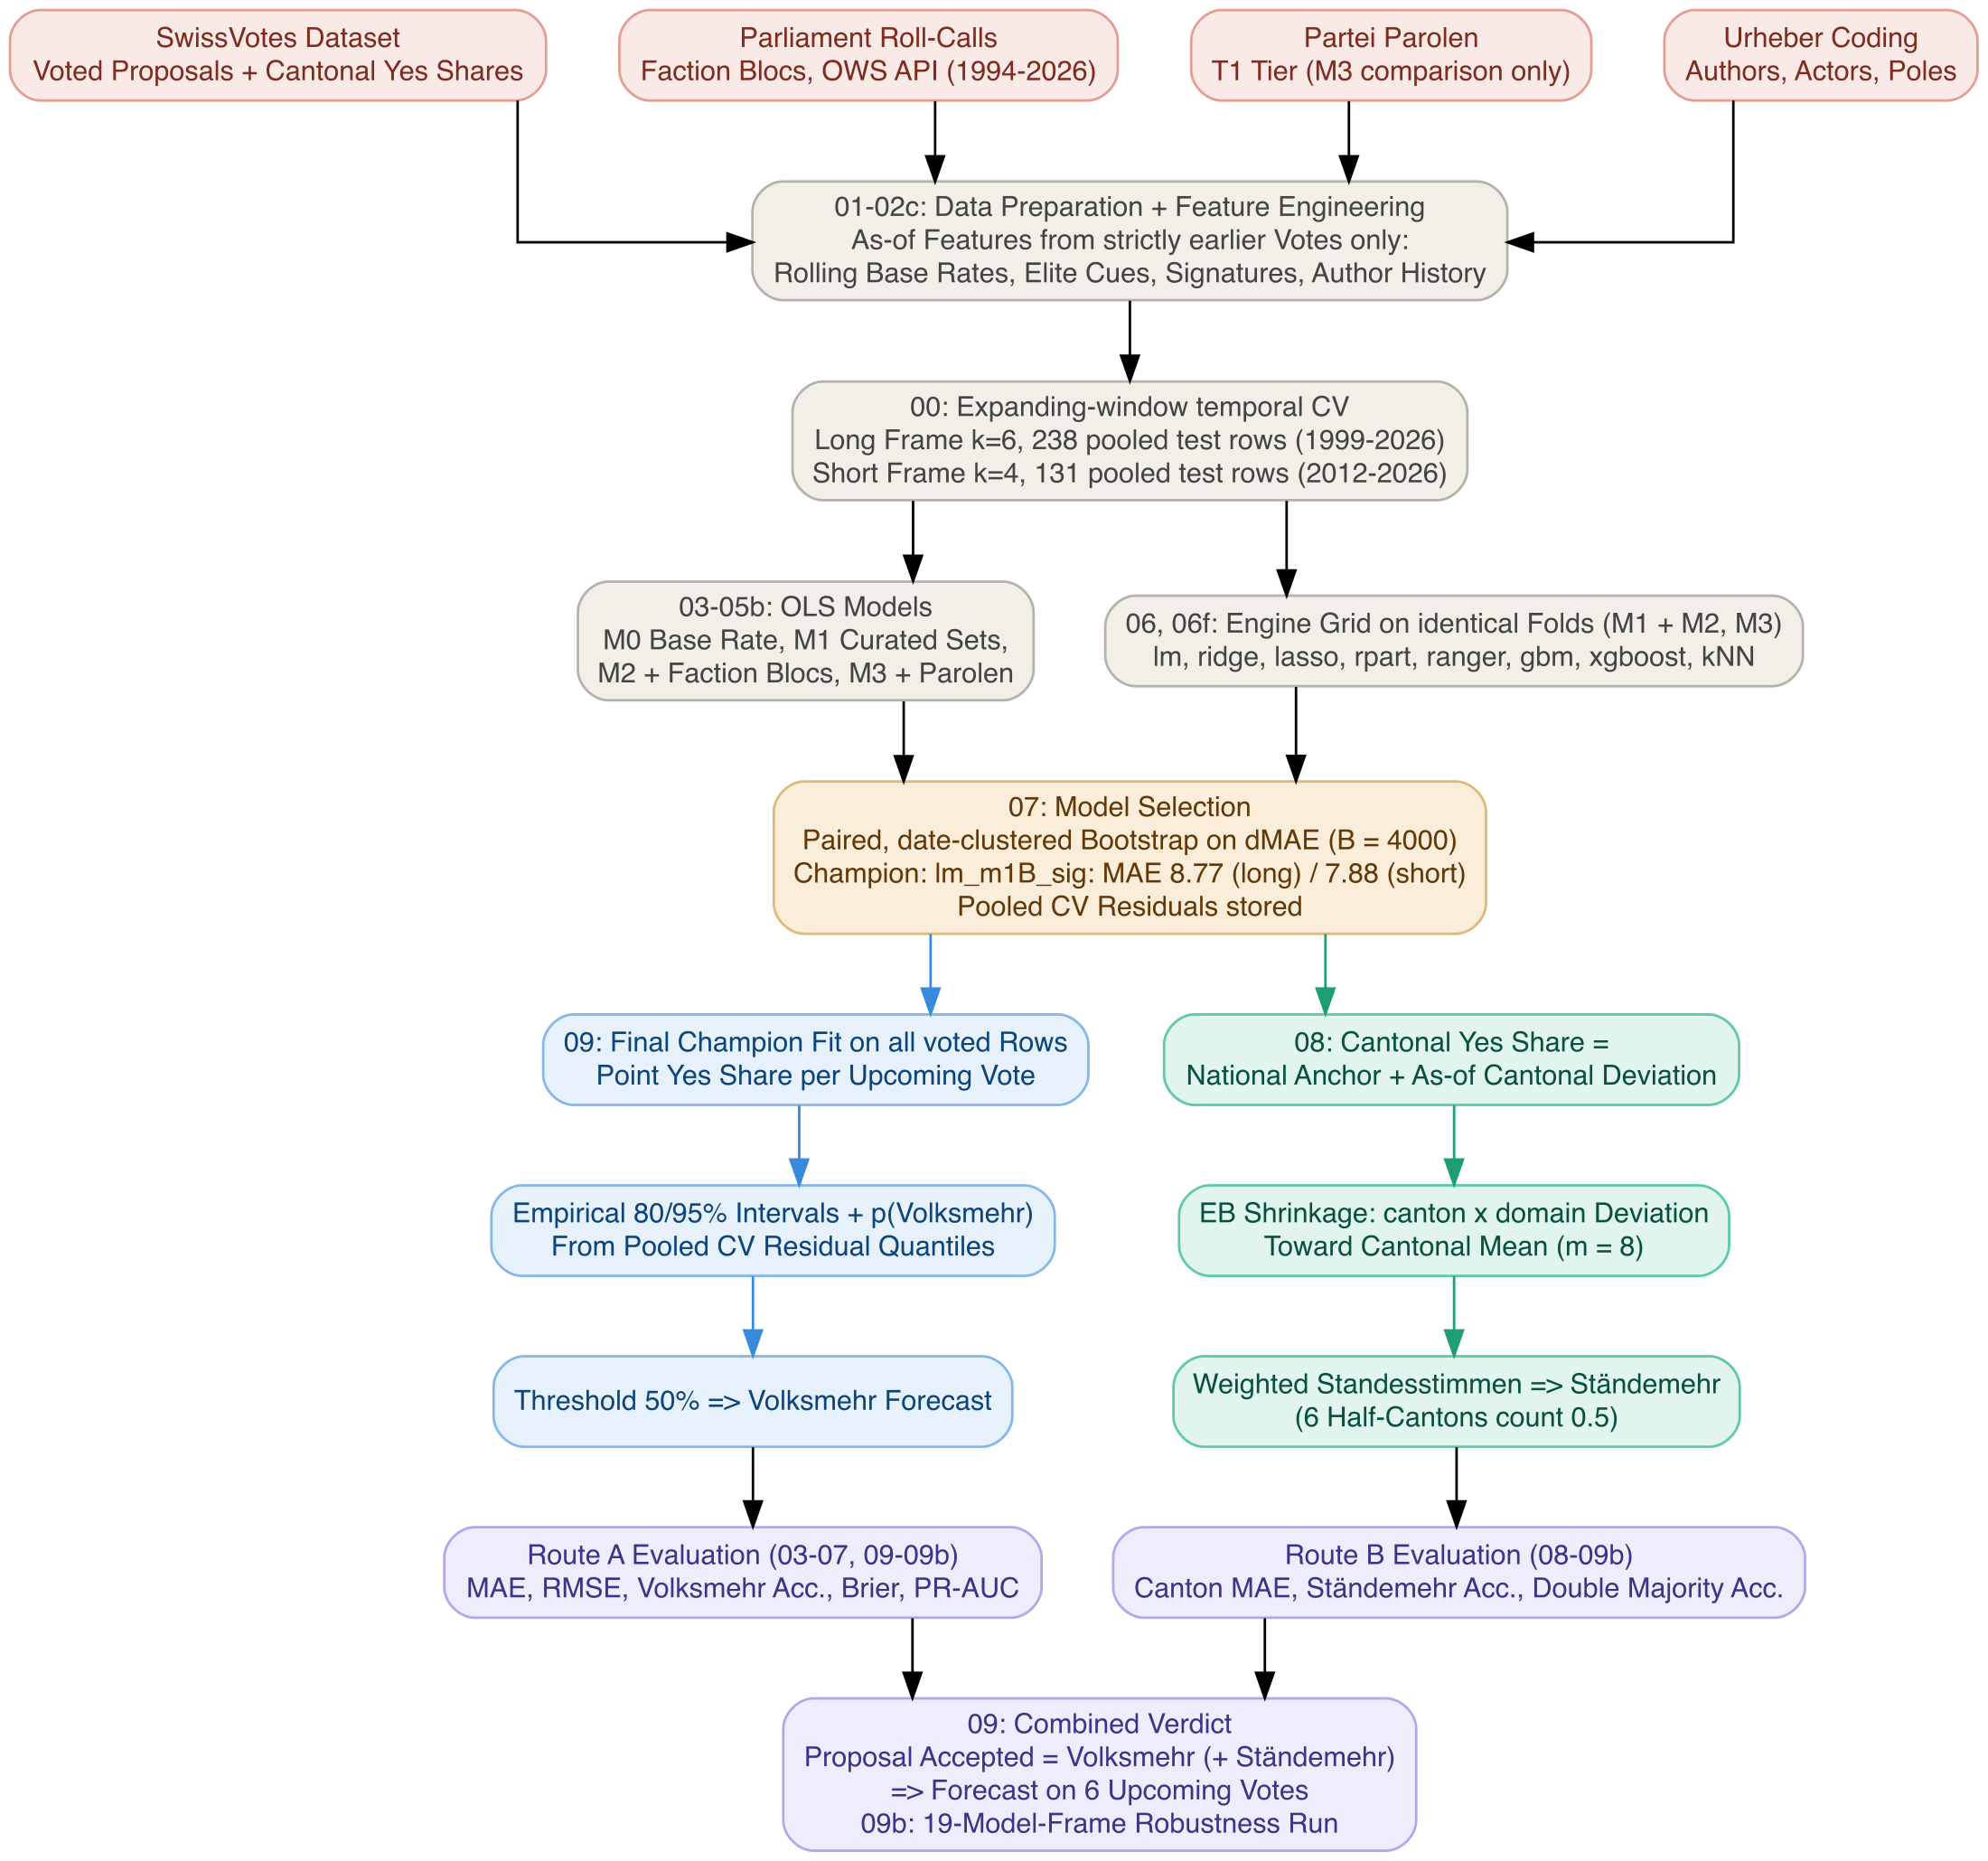 SwissVotes Dataset
Voted Proposals + Cantonal Yes Shares
Parliament Roll-Calls
Faction Blocs, OWS API (1994-2026)
Partei Parolen
T1 Tier (M3 comparison only)
Urheber Coding
Authors, Actors, Poles
01-02c: Data Preparation + Feature Engineering
As-of Features from strictly earlier Votes only:
Rolling Base Rates, Elite Cues, Signatures, Author History
00: Expanding-window temporal CV
Long Frame k=6, 238 pooled test rows (1999-2026)
Short Frame k=4, 131 pooled test rows (2012-2026)
03-05b: OLS Models
M0 Base Rate, M1 Curated Sets,
M2 + Faction Blocs, M3 + Parolen
06, 06f: Engine Grid on identical Folds (M1 + M2, M3)
lm, ridge, lasso, rpart, ranger, gbm, xgboost, kNN
07: Model Selection
Paired, date-clustered Bootstrap on dMAE (B = 4000)
Champion: lm_m1B_sig: MAE 8.77 (long) / 7.88 (short)
Pooled CV Residuals stored
09: Final Champion Fit on all voted Rows
Point Yes Share per Upcoming Vote
08: Cantonal Yes Share =
National Anchor + As-of Cantonal Deviation
Empirical 80/95% Intervals + p(Volksmehr)
From Pooled CV Residual Quantiles
EB Shrinkage: canton x domain Deviation
Toward Cantonal Mean (m = 8)
Threshold 50% => Volksmehr Forecast
Weighted Standesstimmen => Ständemehr
(6 Half-Cantons count 0.5)
Route A Evaluation (03-07, 09-09b)
MAE, RMSE, Volksmehr Acc., Brier, PR-AUC
Route B Evaluation (08-09b)
Canton MAE, Ständemehr Acc., Double Majority Acc.
09: Combined Verdict
Proposal Accepted = Volksmehr (+ Ständemehr)
=> Forecast on 6 Upcoming Votes
09b: 19-Model-Frame Robustness Run